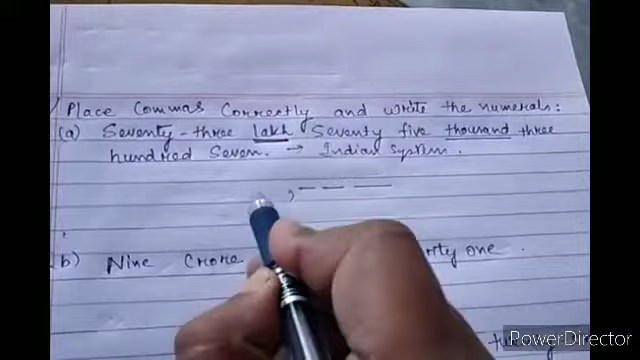 Place Commas Correctly and write the numerals:
(a) Seventy-three lakh Seventy five thousand three
hundred Seven. → Indian System.
, — — —
(b) Nine Crore one.
PowerDirector